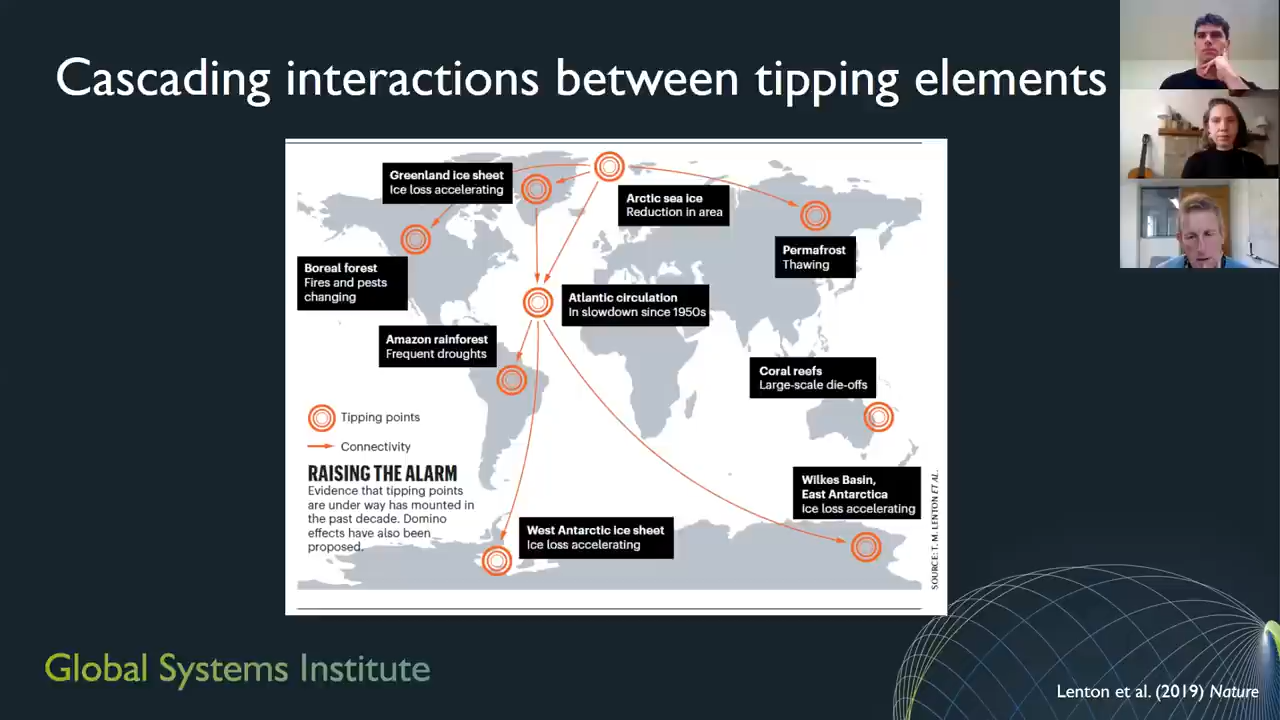 Cascading interactions between tipping elements
Greenland ice sheet
Ice loss accelerating
Arctic sea ice
Reduction in area
Permafrost
Thawing
Boreal forest
Fires and pests
changing
Atlantic circulation
In slowdown since 1950s
Amazon rainforest
Frequent droughts
Coral reefs
Large-scale die-offs
Tipping points
Connectivity
RAISING THE ALARM
Evidence that tipping points
are under way has mounted in
the past decade. Domino
effects have also been
proposed.
Wilkes Basin,
East Antarctica
Ice loss accelerating
West Antarctic ice sheet
Ice loss accelerating
SOURCE: T. M. LENTON ET AL.
Global Systems Institute
Lenton et al. (2019) Nature